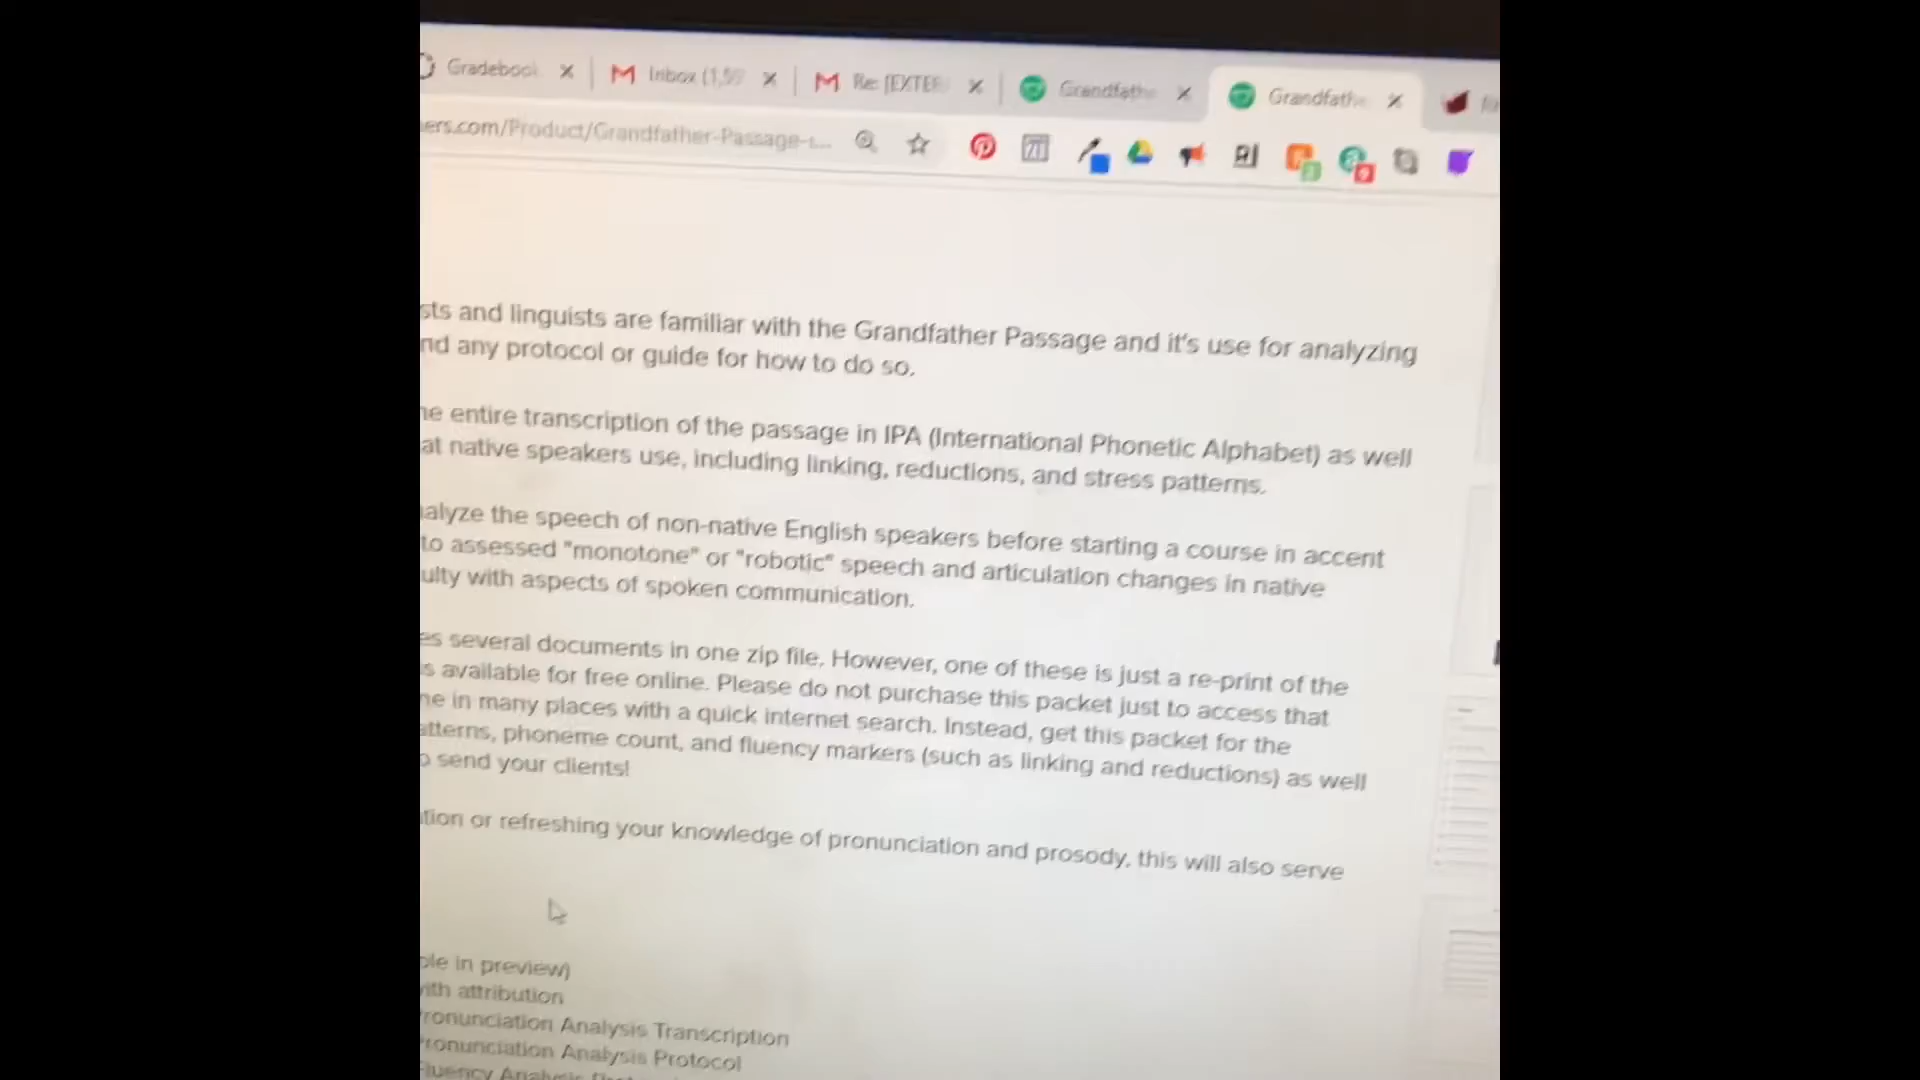 Gradebook
Inbox (1,59
Re: [EXTER
Grandfathe
Grandfathe
ers.com/Product/Grandfather-Passage-s...
sts and linguists are familiar with the Grandfather Passage and it's use for analyzing
nd any protocol or guide for how to do so.
he entire transcription of the passage in IPA (International Phonetic Alphabet) as well
at native speakers use, including linking, reductions, and stress patterns.
alyze the speech of non-native English speakers before starting a course in accent
to assessed "monotone" or "robotic" speech and articulation changes in native
ulty with aspects of spoken communication.
es several documents in one zip file. However, one of these is just a re-print of the
s available for free online. Please do not purchase this packet just to access that
ne in many places with a quick internet search. Instead, get this packet for the
atterns, phoneme count, and fluency markers (such as linking and reductions) as well
o send your clients!
tion or refreshing your knowledge of pronunciation and prosody, this will also serve
ble in preview)
with attribution
Pronunciation Analysis Transcription
Pronunciation Analysis Protocol
Fluency Analysis